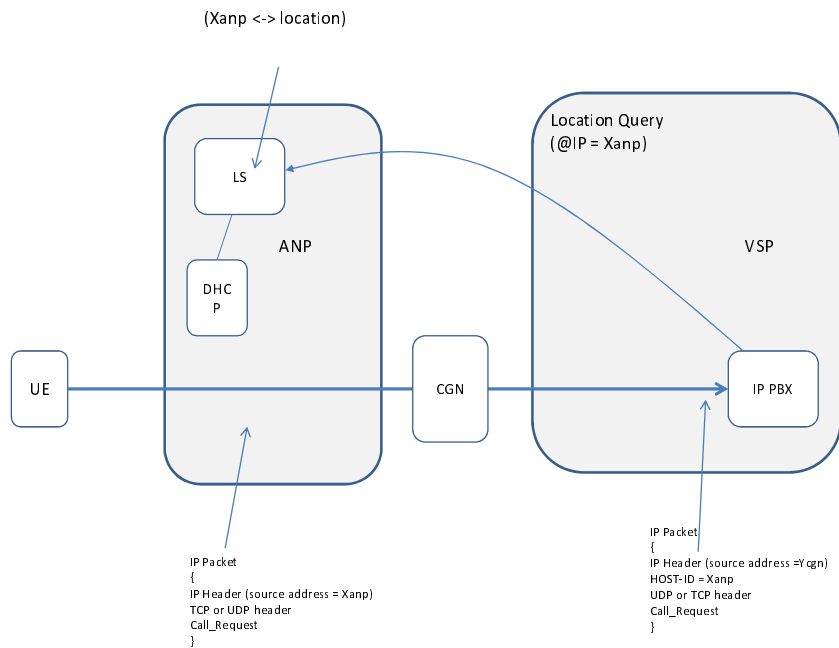 (Xanp <-> location)
Location Query
(@IP = Xanp)
LS
ANP
VSP
DHC
P
UE
CGN
IP PBX
IP Packet
{
IP Header (source address = Xanp)
TCP or UDP header
Call_Request
}
IP Packet
{
IP Header (source address =Ycgn)
HOST-ID = Xanp
UDP or TCP header
Call_Request
}